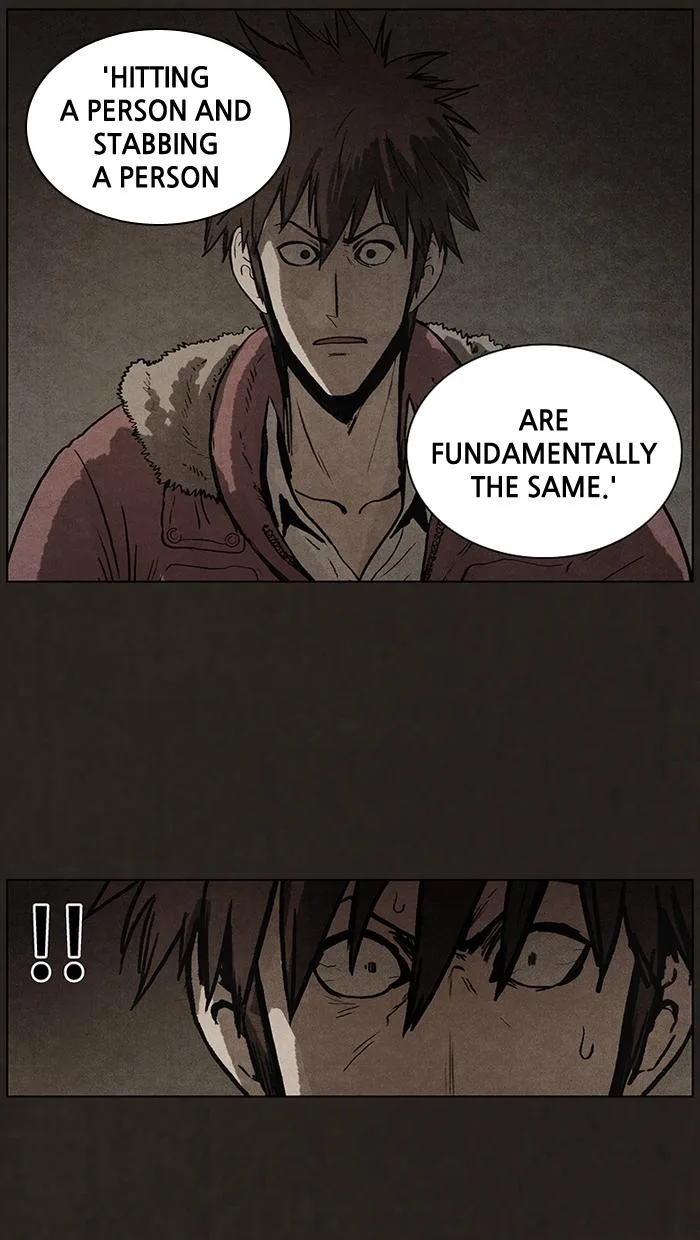 'HITTING
A PERSON AND
STABBING
A PERSON
ARE
FUNDAMENTALLY
THE SAME.'
!!